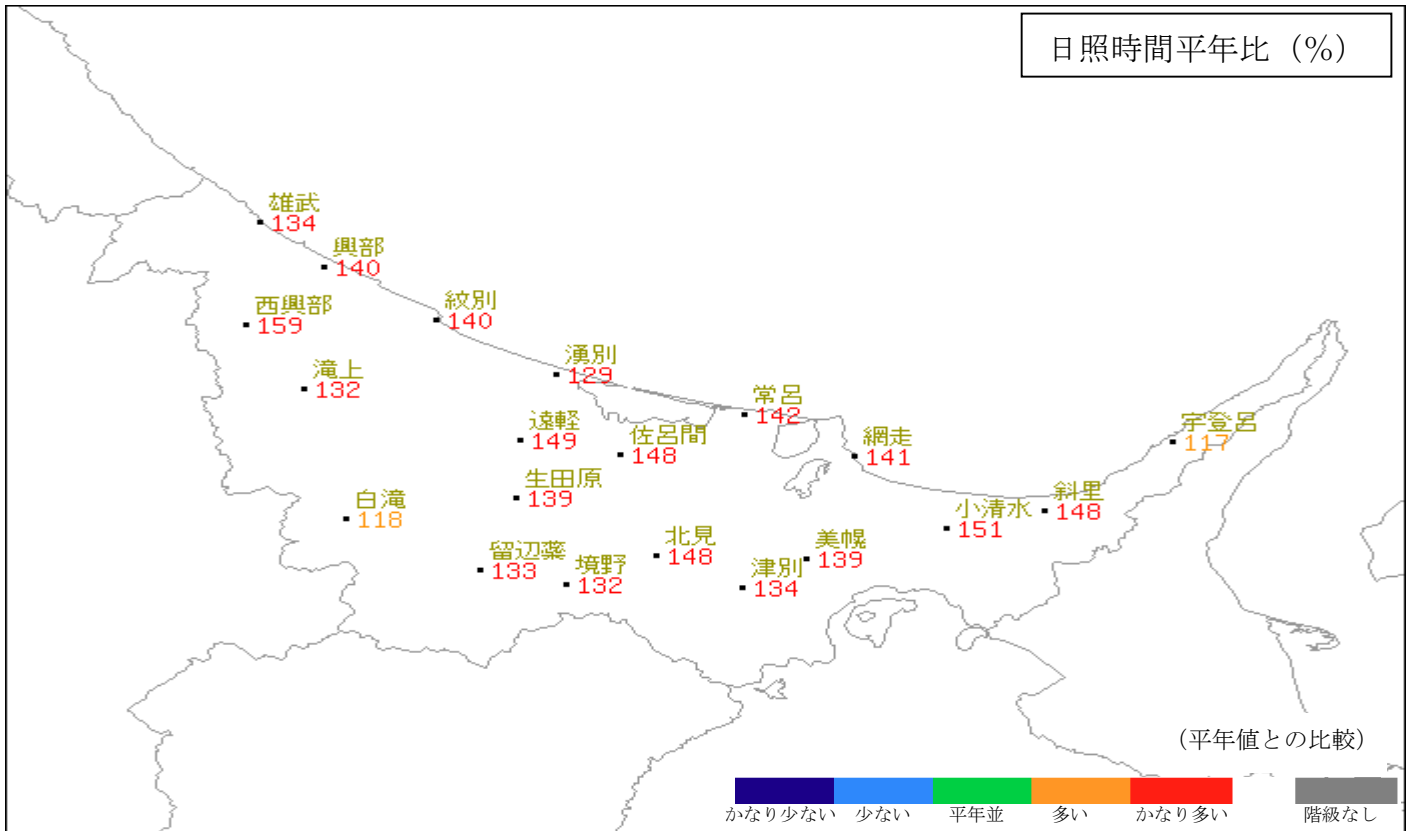 日照時間平年比（％）
雄武
134
興部
140
西興部
159
紋別
140
滝上
132
湧別
129
常呂
142
遠軽
149
佐呂間
148
網走
141
宇登呂
117
生田原
139
白滝
118
小清水
151
斜里
148
留辺蘂
133
境野
132
北見
148
美幌
139
津別
134
（平年値との比較）
かなり少ない 少ない 平年並 多い かなり多い 階級なし